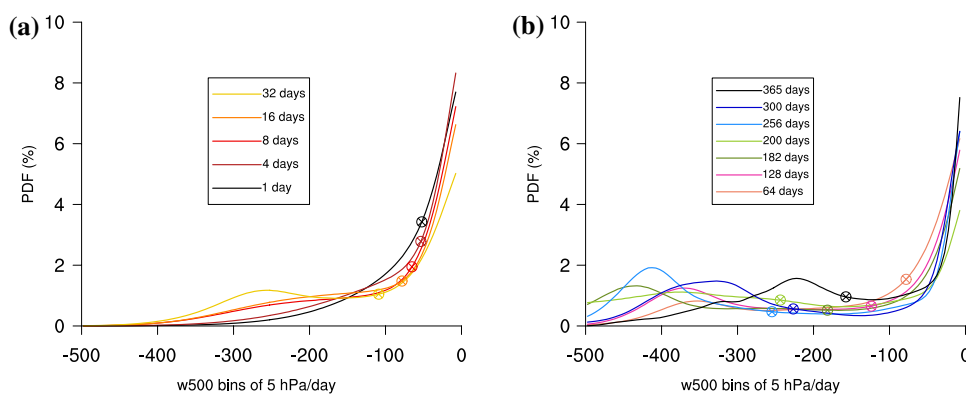 (a)
PDF (%)
10
8
6
4
2
0
32 days
16 days
8 days
4 days
1 day
-500 -400 -300 -200 -100 0
w500 bins of 5 hPa/day
(b)
PDF (%)
10
8
6
4
2
0
365 days
300 days
256 days
200 days
182 days
128 days
64 days
-500 -400 -300 -200 -100 0
w500 bins of 5 hPa/day